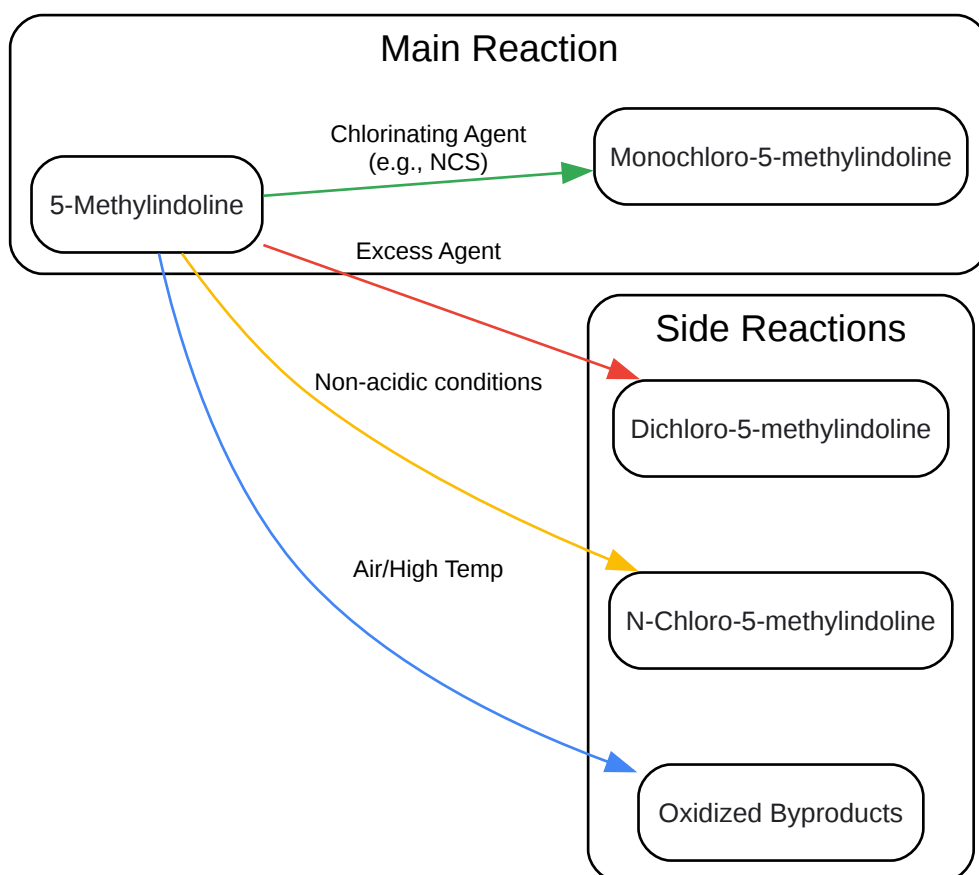 Main Reaction
Chlorinating Agent
(e.g., NCS)
Monochloro-5-methylindoline
5-Methylindoline
Excess Agent
Side Reactions
Non-acidic conditions
Dichloro-5-methylindoline
Air/High Temp
N-Chloro-5-methylindoline
Oxidized Byproducts